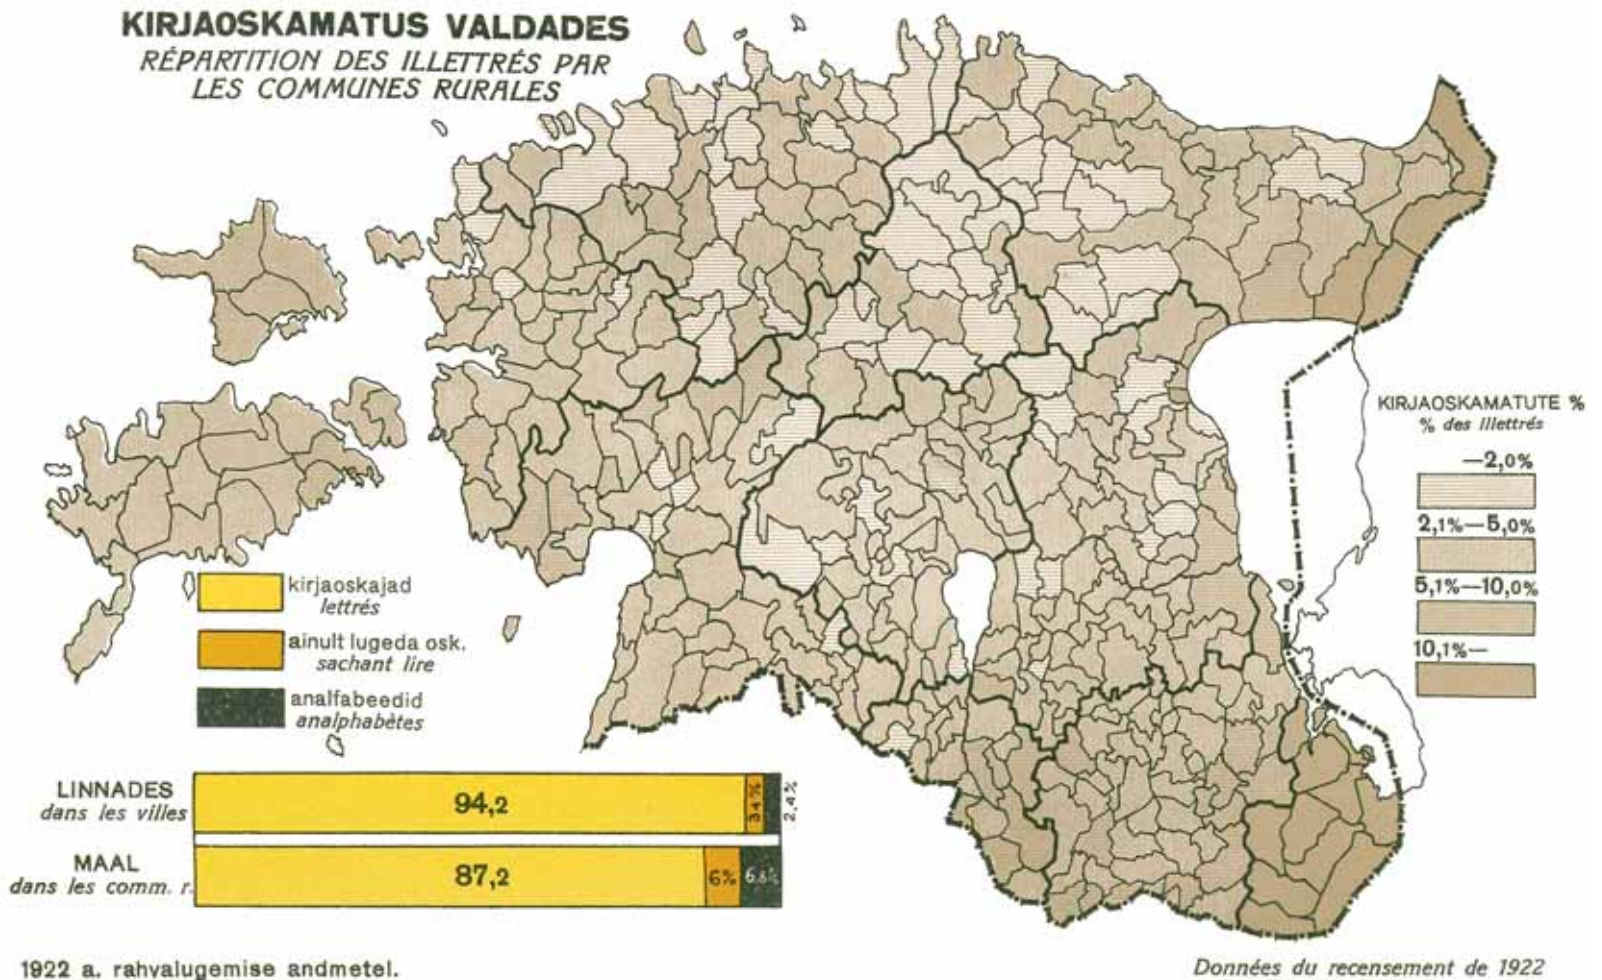 KIRJAOSKAMATUS VALDADES
RÉPARTITION DES ILLETTRÉS PAR
LES COMMUNES RURALES
KIRJAOSKAMATUTE %
% des Illettrés
—2,0%
2,1%—5,0%
5,1%—10,0%
10,1%—
kirjaoskajad
lettrés
ainult lugeda osk.
sachant lire
analfabeedid
analphabètes
LINNADES
dans les villes
94,2
3,4%
2,4%
MAAL
dans les comm. r.
87,2
6%
6,8%
1922 a. rahvalugemise andmetel.
Données du recensement de 1922